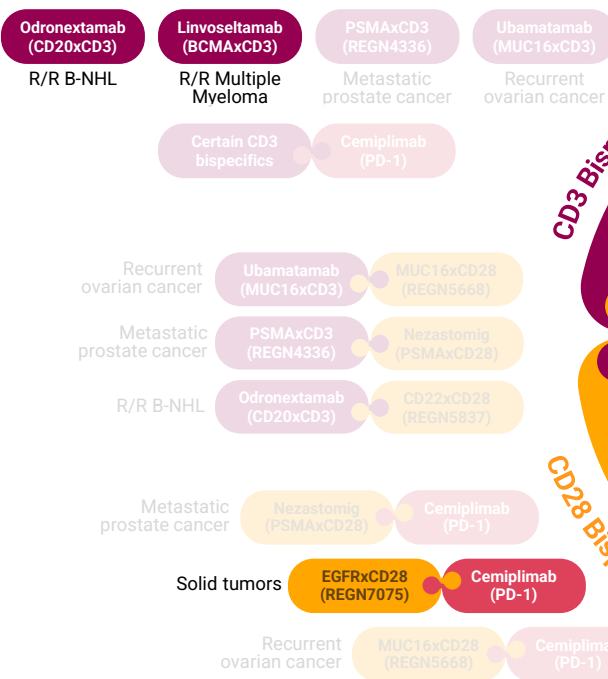 Odronextamab
(CD20xCD3)
Linvoseltamab
(BCMAxCD3)
PSMAxCD3
(REGN4336)
Ubamatamab
(MUC16xCD3)
R/R B-NHL
R/R Multiple
Myeloma
Metastatic
prostate cancer
Recurrent
ovarian cancer
Certain CD3
bispecifics
Cemiplimab
(PD-1)
CD3
Recurrent
ovarian cancer
Ubamatamab
(MUC16xCD3)
MUC16xCD28
(REGN5668)
Metastatic
prostate cancer
PSMAxCD3
(REGN4336)
Nezastomig
(PSMAxCD28)
R/R B-NHL
Odronextamab
(CD20xCD3)
CD22xCD28
(REGN5837)
CD28
Metastatic
prostate cancer
Nezastomig
(PSMAxCD28)
Cemiplimab
(PD-1)
Solid tumors
EGFRxCD28
(REGN7075)
Cemiplimab
(PD-1)
Recurrent
ovarian cancer
MUC16xCD28
(REGN5668)
(PD-1)